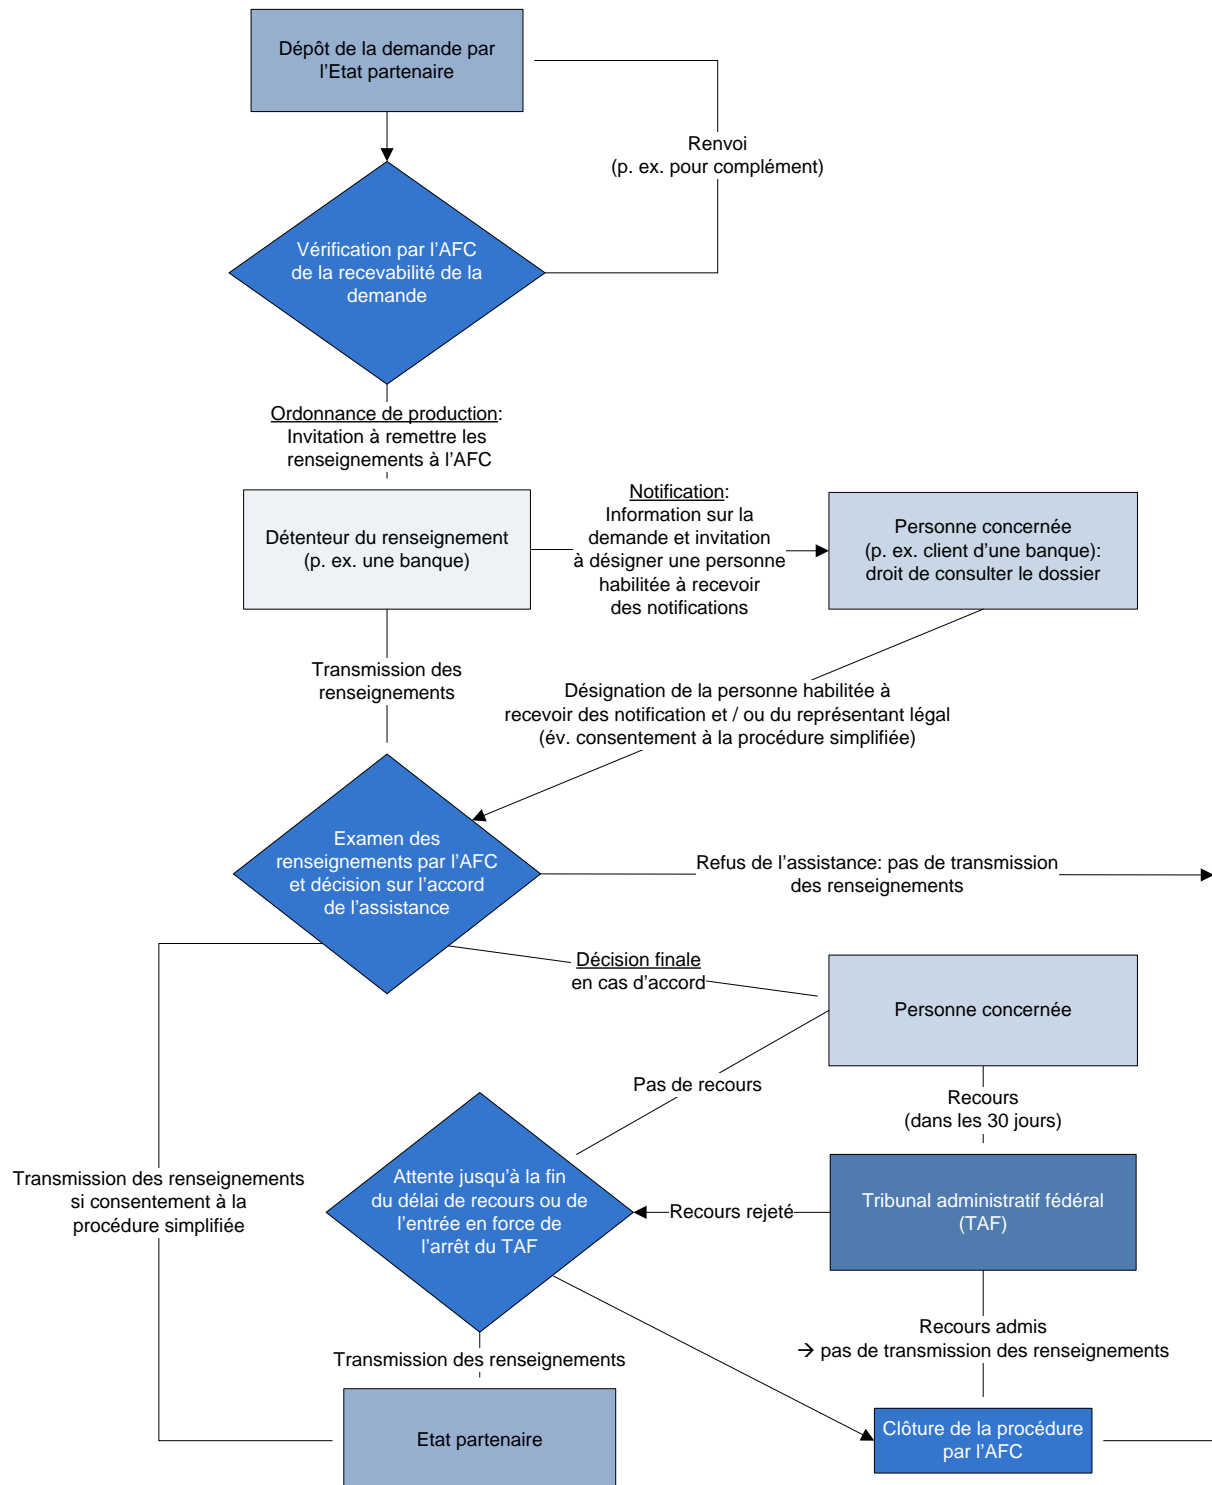 Dépôt de la demande par
l’Etat partenaire
Renvoi
(p. ex. pour complément)
Vérification par l’AFC
de la recevabilité de la
demande
Ordonnance de production:
Invitation à remettre les
renseignements à l’AFC
Détenteur du renseignement
(p. ex. une banque)
Notification:
Information sur la
demande et invitation
à désigner une personne
habilitée à recevoir
des notifications
Personne concernée
(p. ex. client d’une banque):
droit de consulter le dossier
Transmission des
renseignements
Désignation de la personne habilitée à
recevoir des notification et / ou du représentant légal
(év. consentement à la procédure simplifiée)
Examen des
renseignements par l’AFC
et décision sur l’accord
de l’assistance
Refus de l’assistance: pas de transmission
des renseignements
Décision finale
en cas d’accord
Personne concernée
Pas de recours
Recours
(dans les 30 jours)
Transmission des renseignements
si consentement à la
procédure simplifiée
Attente jusqu’à la fin
du délai de recours ou de
l’entrée en force de
l’arrêt du TAF
Recours rejeté
Tribunal administratif fédéral
(TAF)
Recours admis
→ pas de transmission des renseignements
Transmission des renseignements
Etat partenaire
Clôture de la procédure
par l’AFC